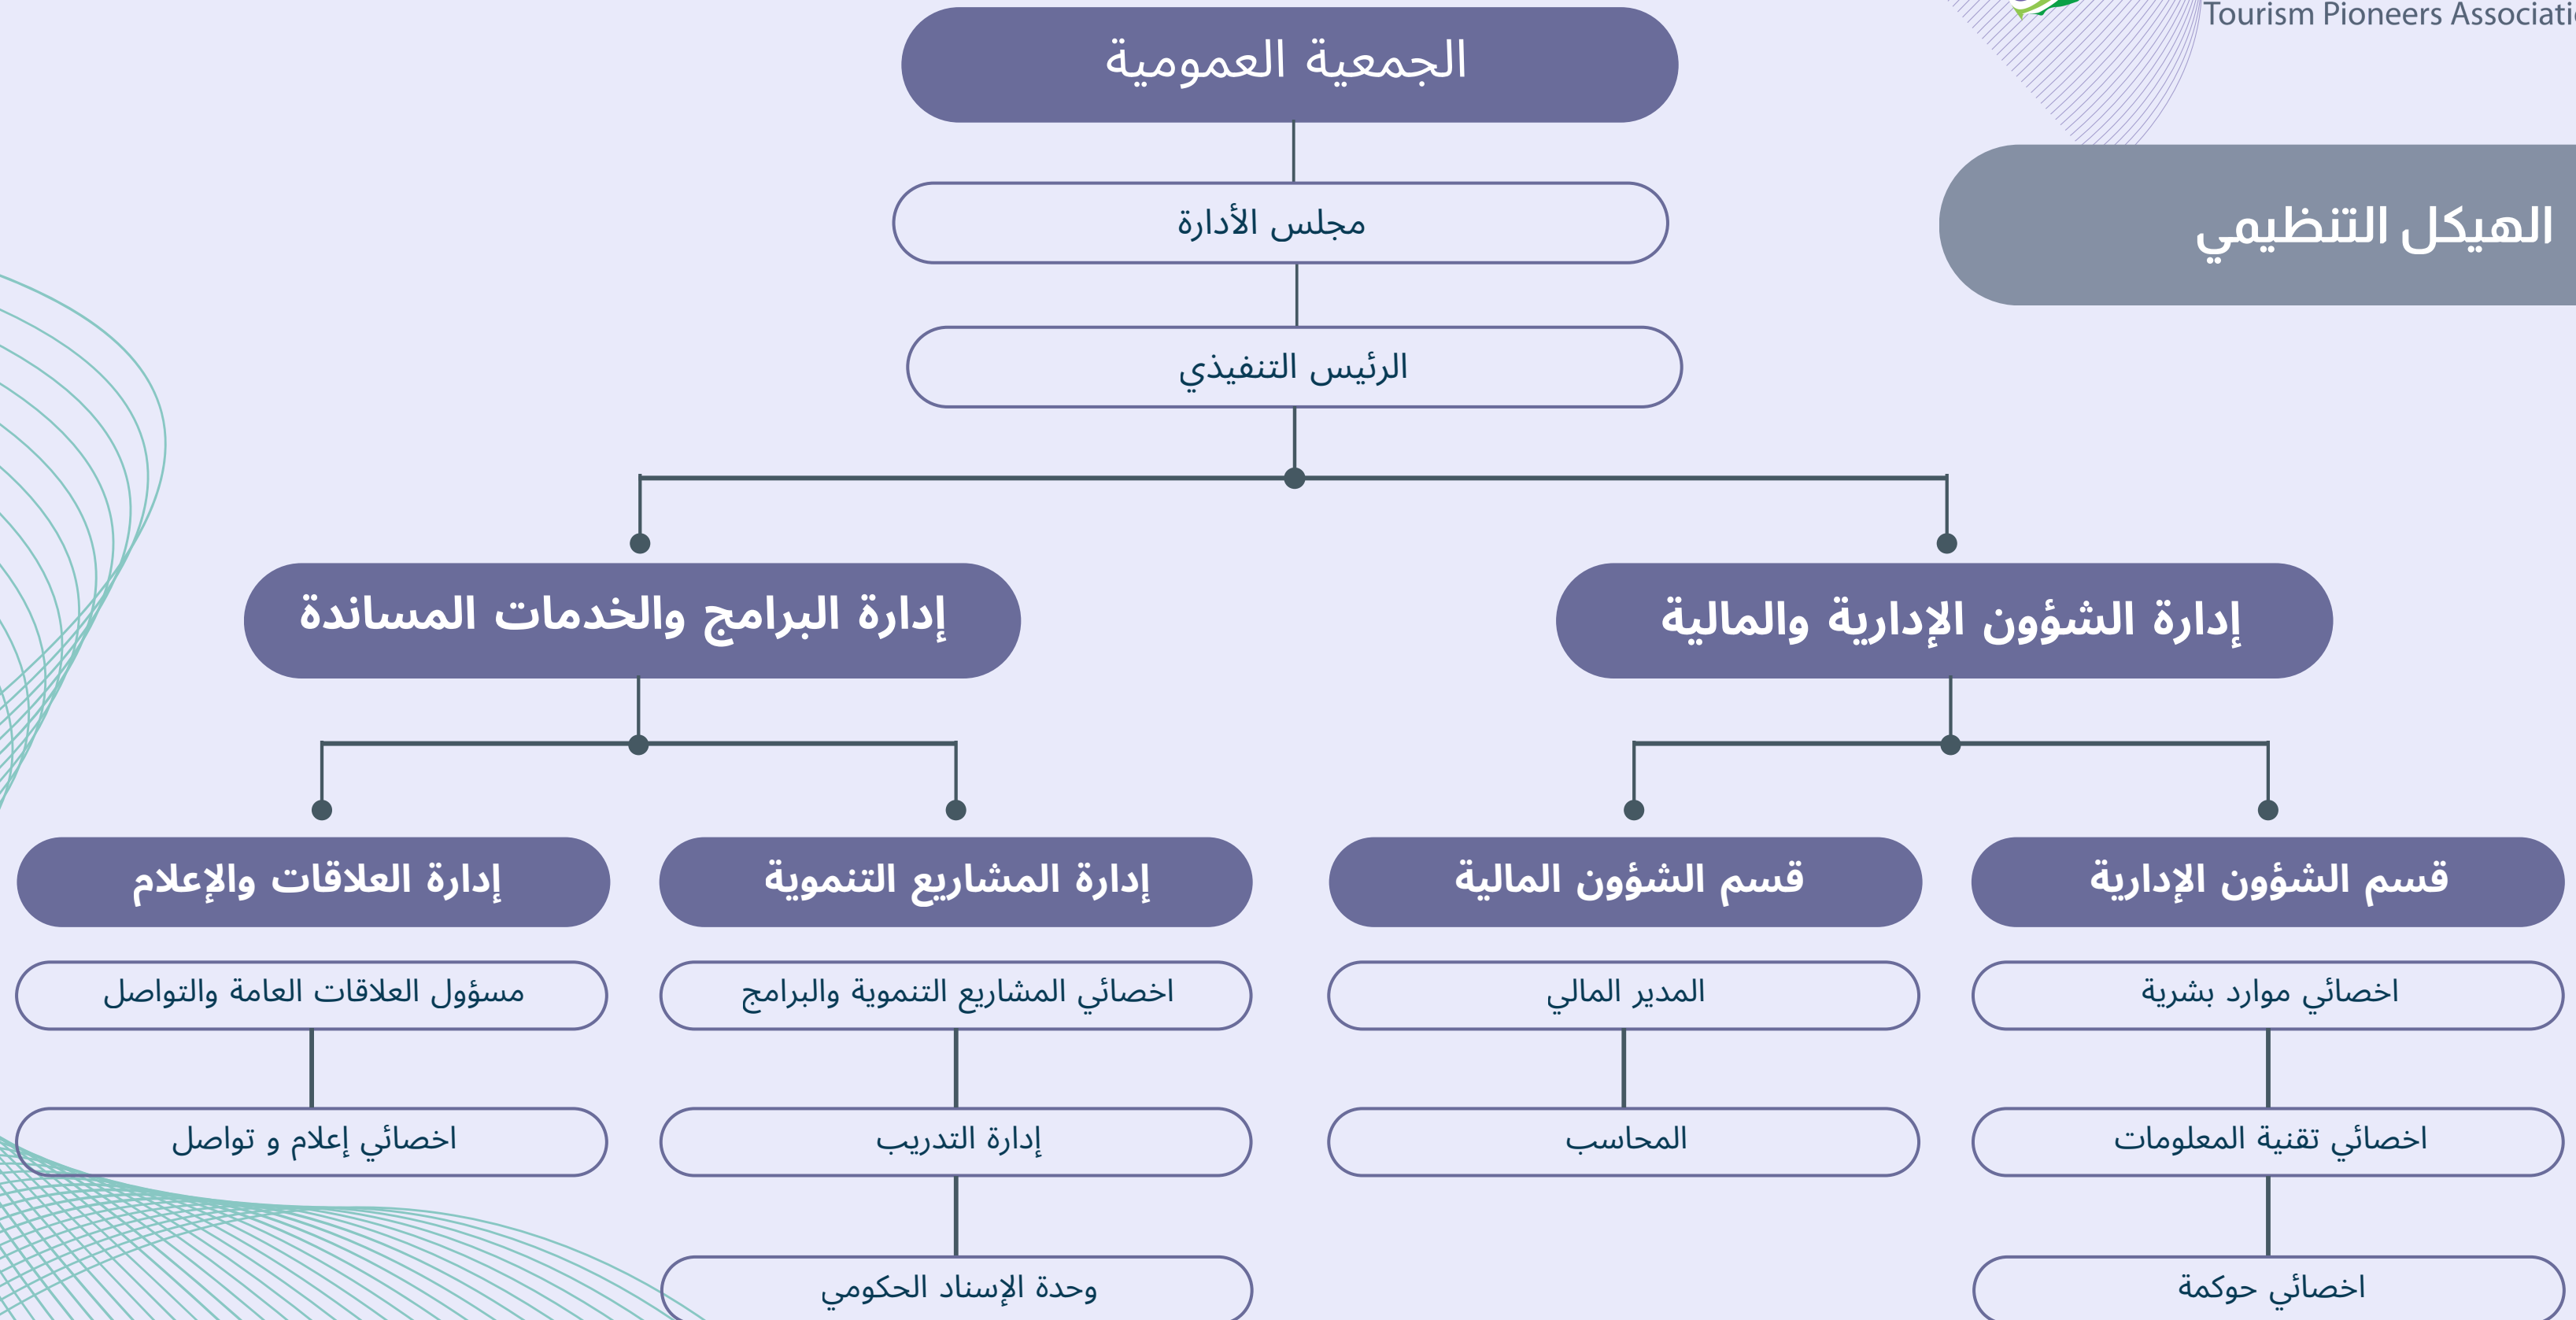 Tourism Pioneers
الجمعية العمومية
الهيكل التنظيمي
مجلس الأدارة
الرئيس التنفيذي
إدارة الشؤون الإدارية والمالية
إدارة البرامج والخدمات المساندة
قسم الشؤون الإدارية
قسم الشؤون المالية
إدارة المشاريع التنموية
إدارة العلاقات والإعلام
اخصائي موارد بشرية
المدير المالي
اخصائي المشاريع التنموية والبرامج
مسؤول العلاقات العامة والتواصل
اخصائي تقنية المعلومات
المحاسب
إدارة التدريب
اخصائي إعلام و تواصل
اخصائي حوكمة
وحدة الإسناد الحكومي